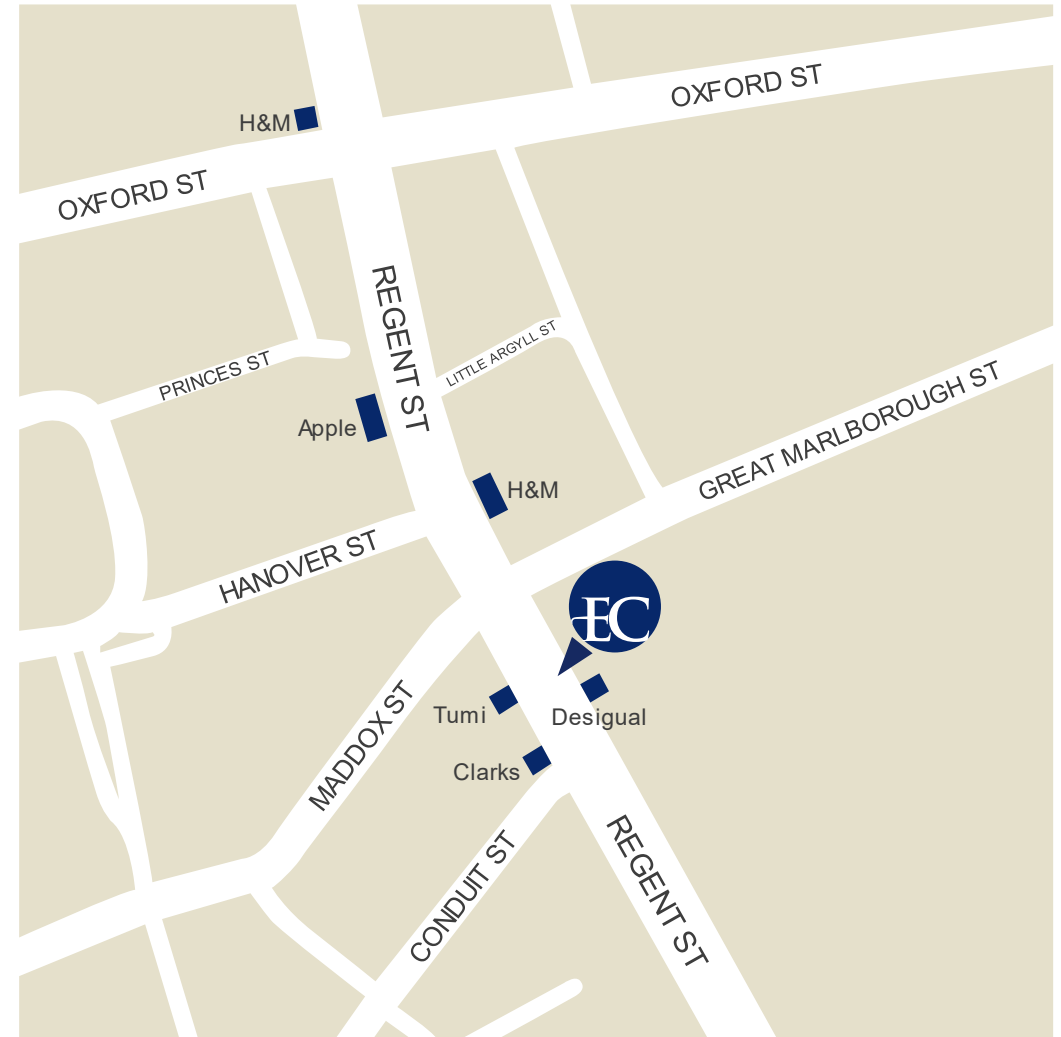 OXFORD ST
H&M
OXFORD ST
REGENT ST
LITTLE ARGYLL ST
PRINCES ST
GREAT MARLBOROUGH ST
Apple
H&M
HANOVER ST
EC
MADDOX ST
Tumi
Desigual
Clarks
CONDUIT ST
REGENT ST